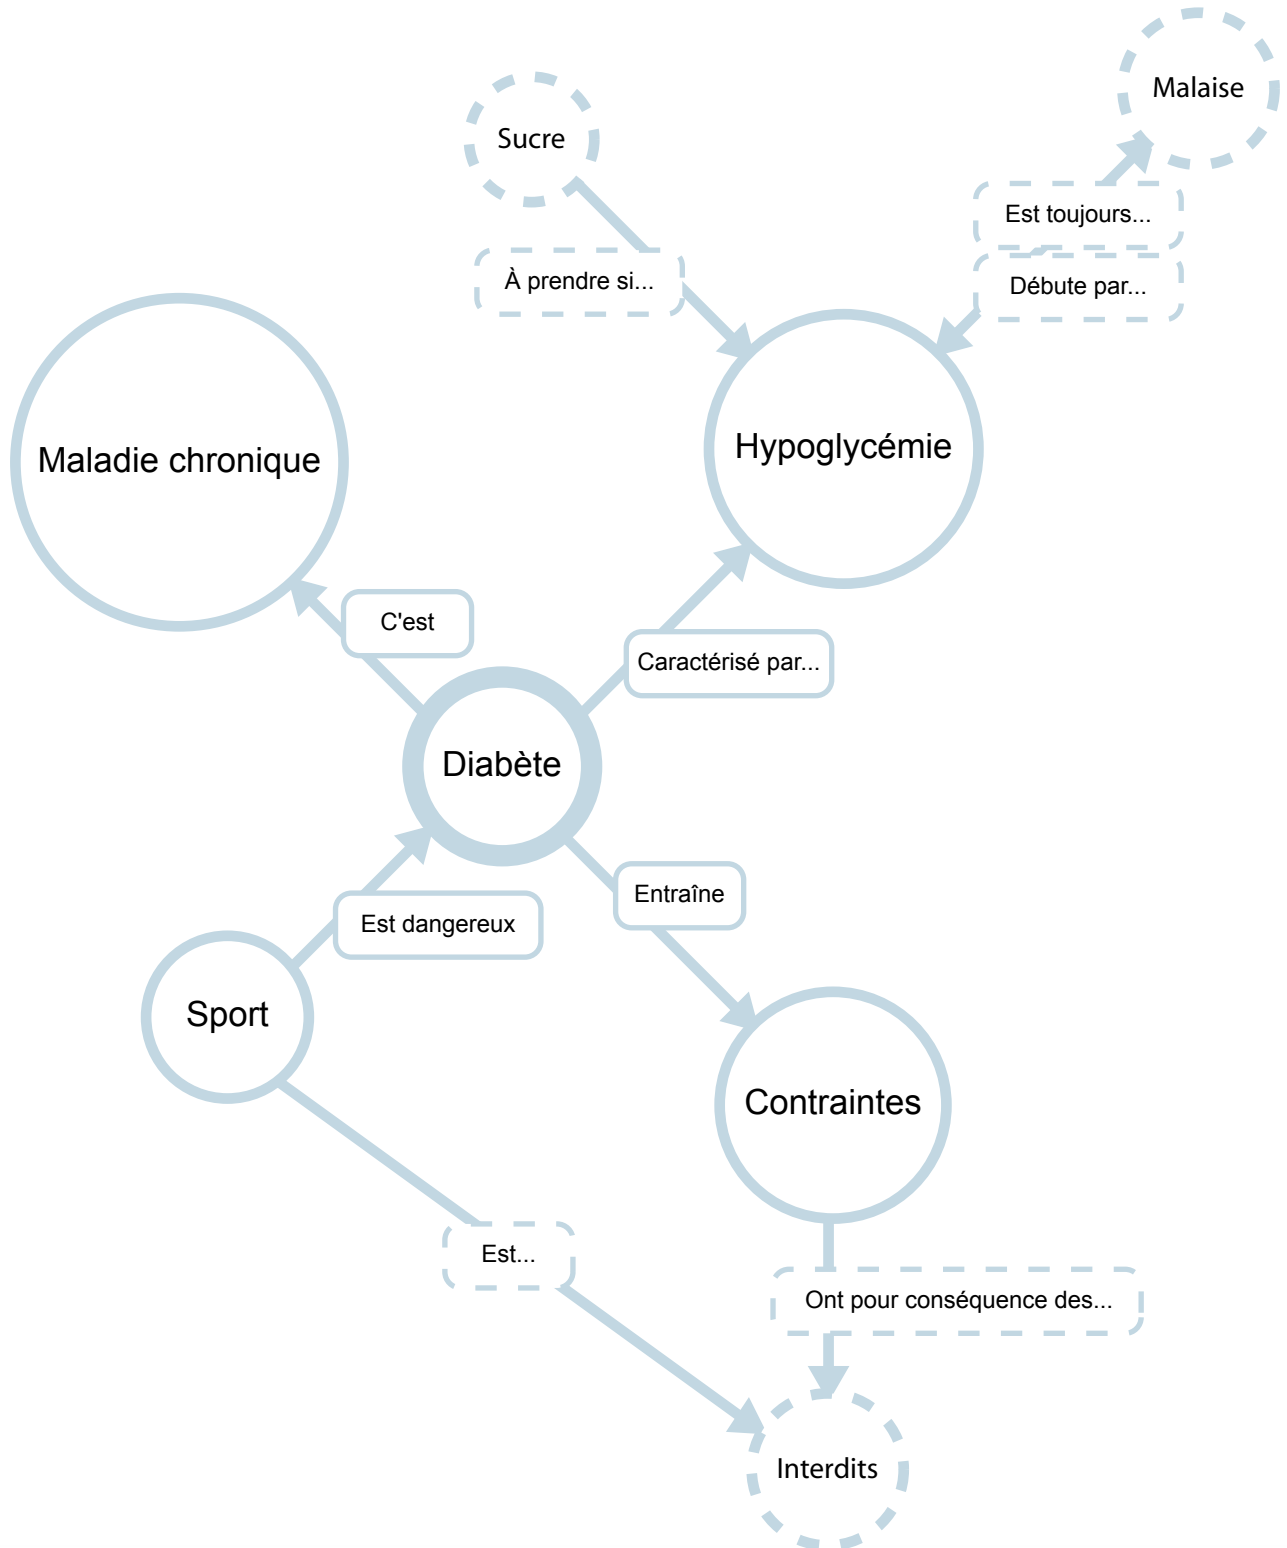 Malaise
Sucre
Est toujours...
À prendre si...
Débute par...
Hypoglycémie
Maladie chronique
C'est
Caractérisé par...
Diabète
Entraîne
Est dangereux
Sport
Contraintes
Est...
Ont pour conséquence des...
Interdits